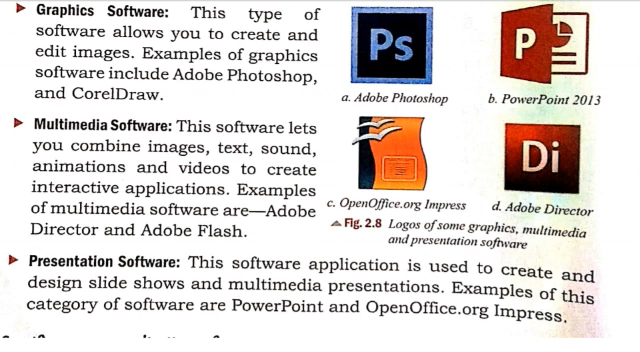 Graphics Software: This type of
software allows you to create and
edit images. Examples of graphics
software include Adobe Photoshop,
and CorelDraw.
Ps
a. Adobe Photoshop
P
b. PowerPoint 2013
Multimedia Software: This software lets
you combine images, text, sound,
animations and videos to create
interactive applications. Examples
of multimedia software are—Adobe
Director and Adobe Flash.
c. OpenOffice.org Impress
Di
d. Adobe Director
Fig. 2.8 Logos of some graphics, multimedia
and presentation software
Presentation Software: This software application is used to create and
design slide shows and multimedia presentations. Examples of this
category of software are PowerPoint and OpenOffice.org Impress.